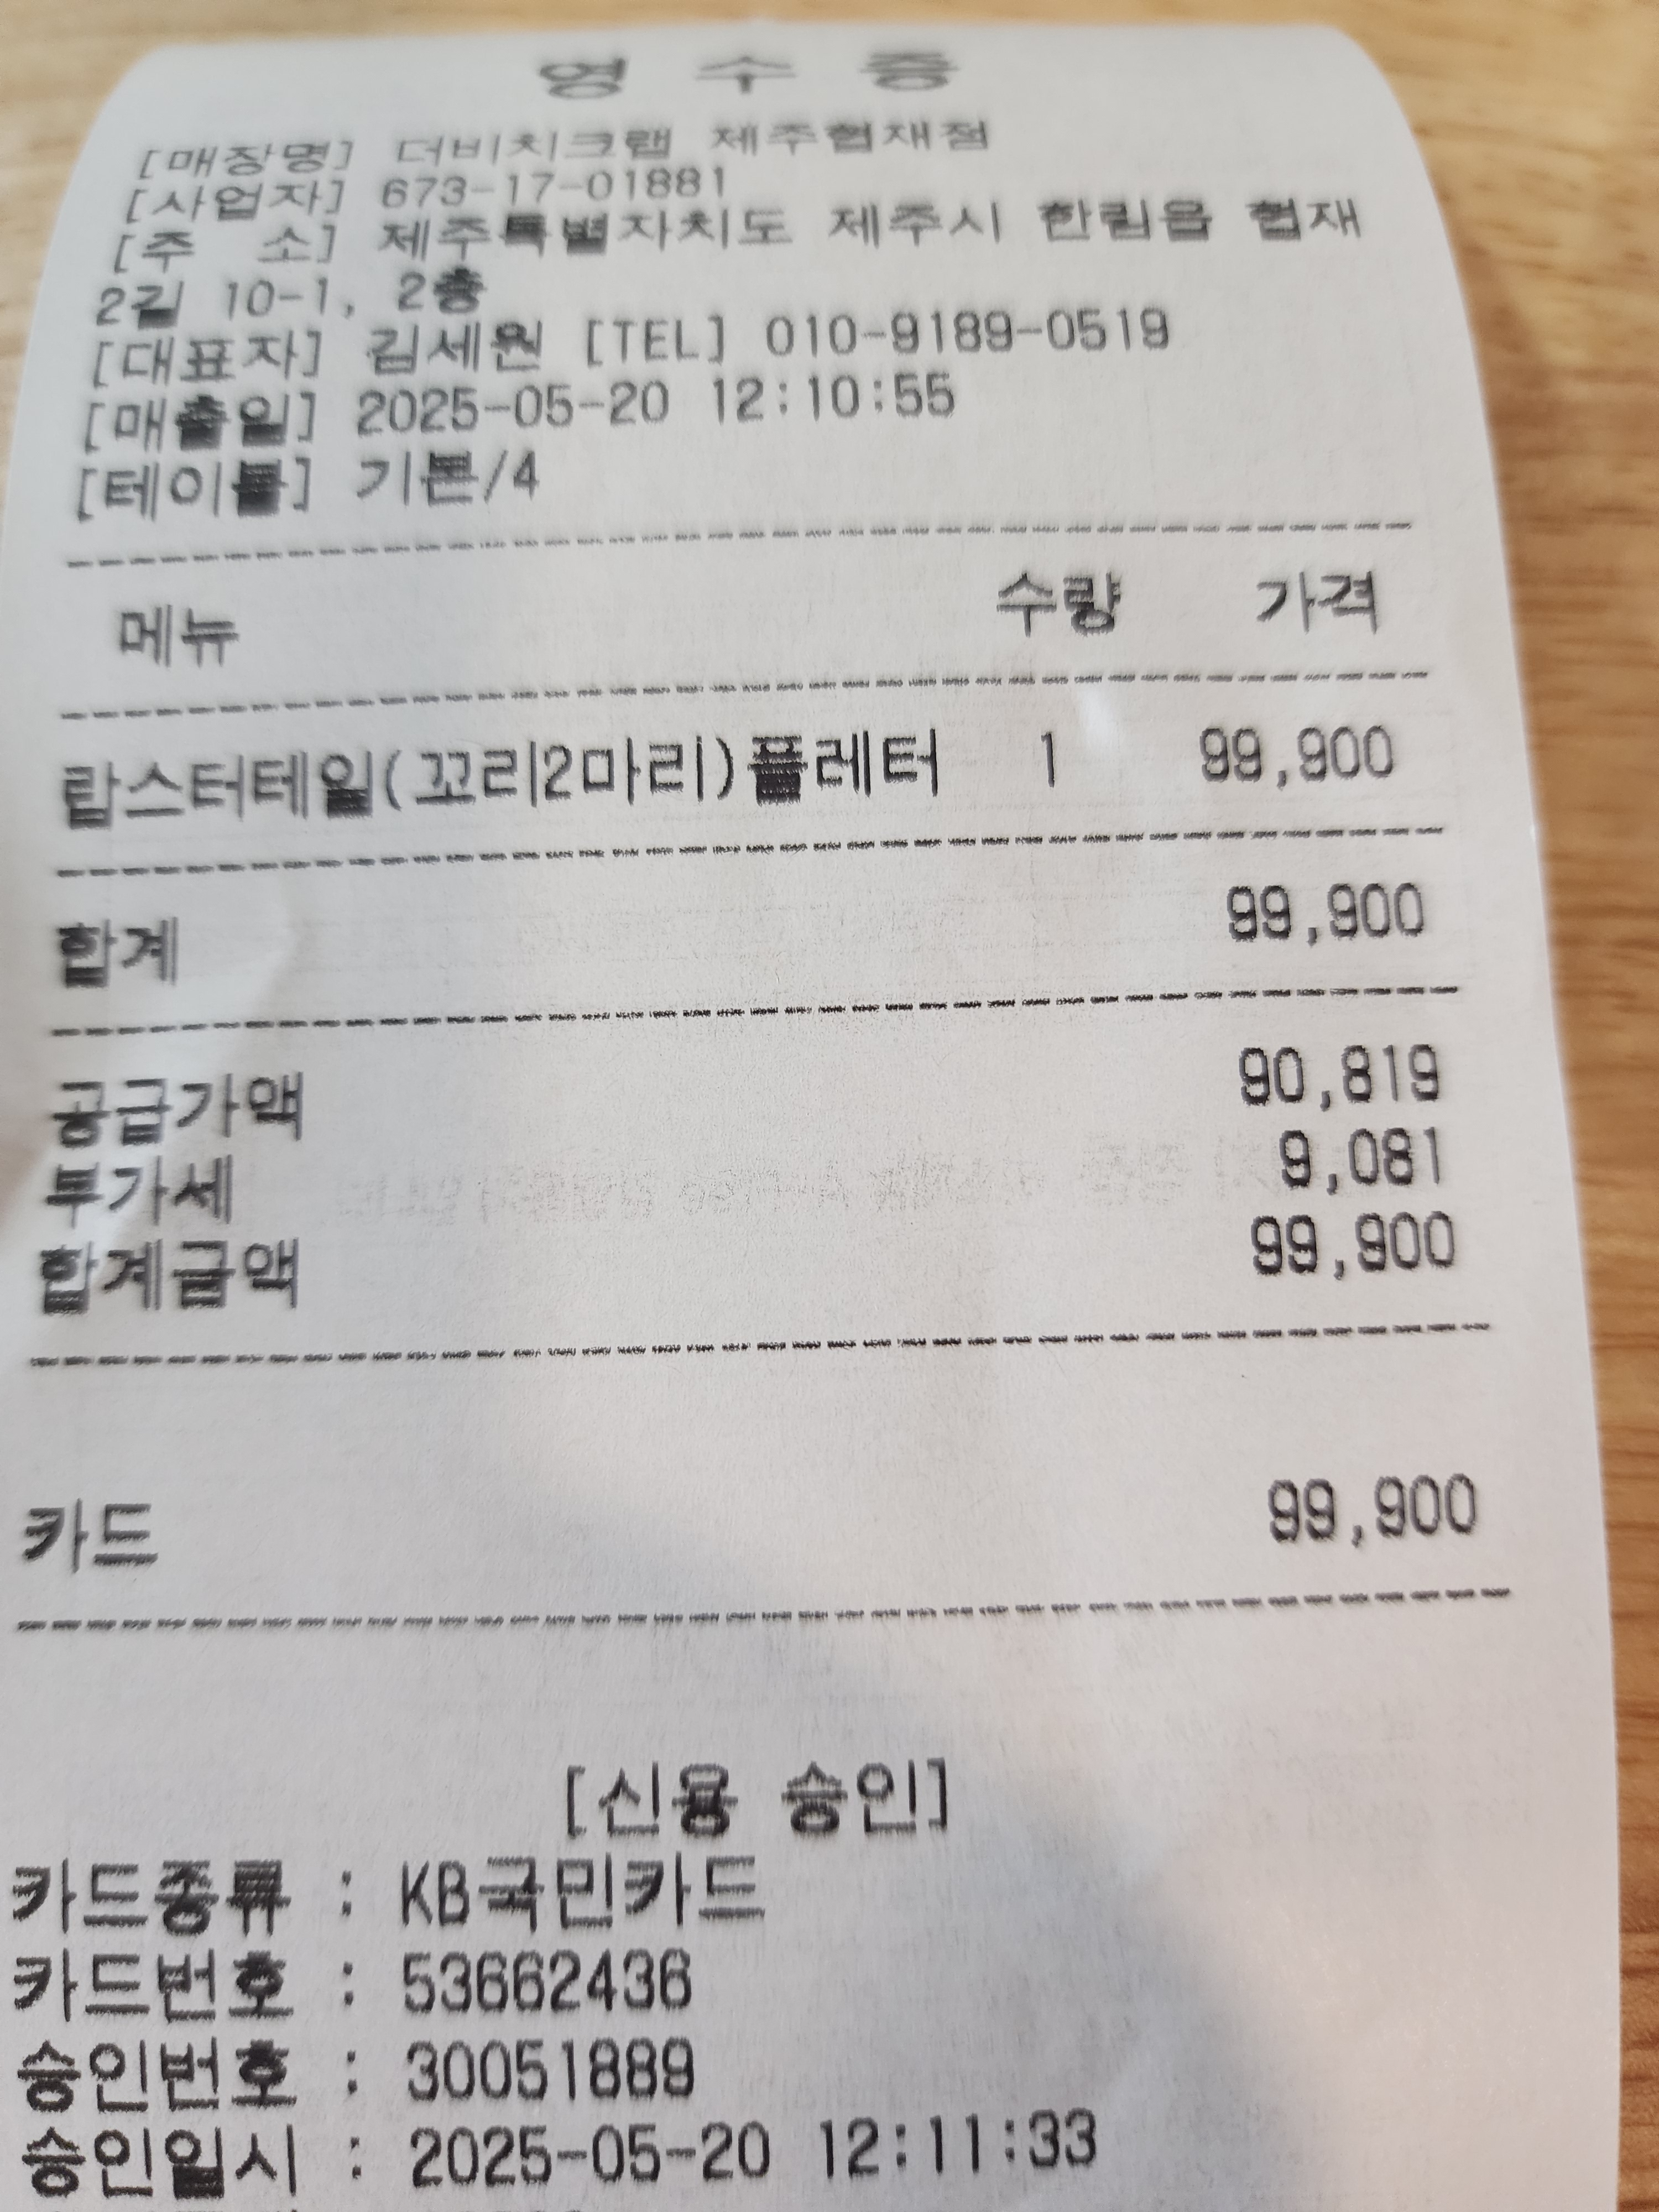 영 수 증
[매장명] 더비치크랩 제주협재점
[사업자] 673-17-01881
[주 소] 제주특별자치도 제주시 한림읍 협재
2길 10-1, 2층
[대표자] 김세원 [TEL] 010-9189-0519
[매출일] 2025-05-20 12:10:55
[테이블] 기본/4
메뉴 수량 가격
랍스터테일(꼬리2마리)플레터 1 99,900
합계 99,900
공급가액 90,819
부가세 9,081
합계금액 99,900
카드 99,900
[신용 승인]
카드종류 : KB국민카드
카드번호 : 53662436
승인번호 : 30051889
승인일시 : 2025-05-20 12:11:33